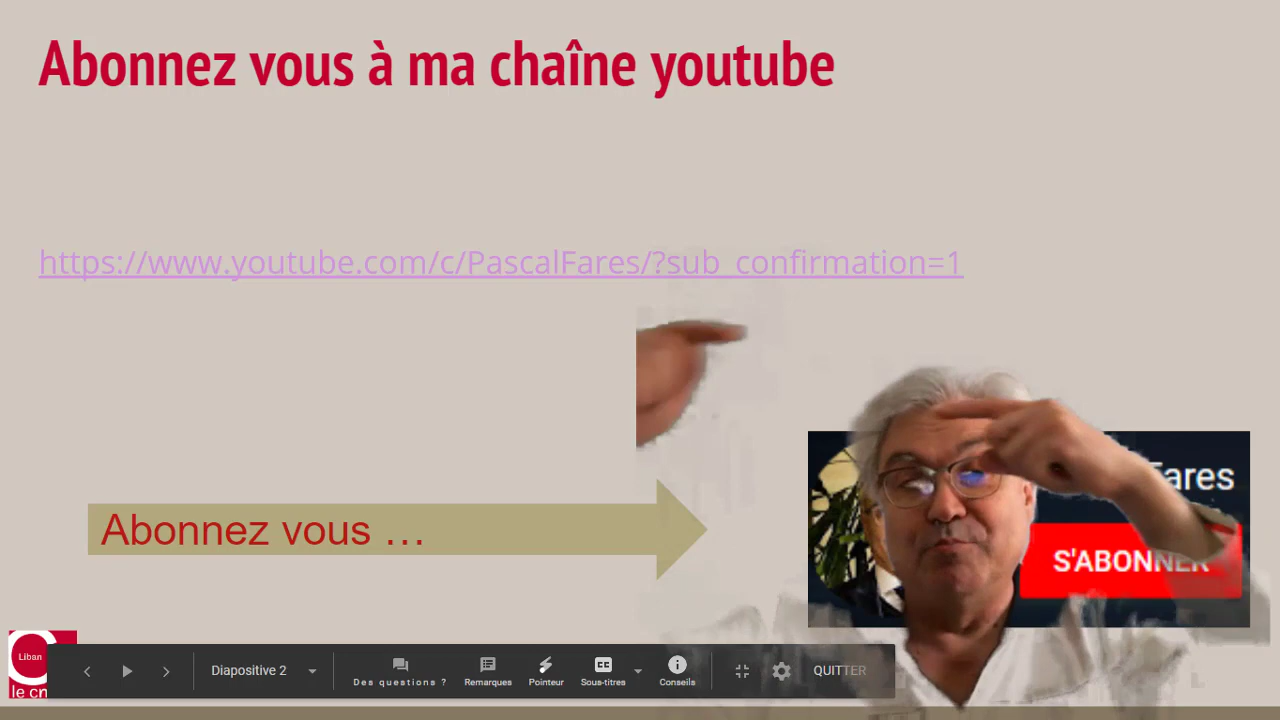 Abonnez vous à ma chaîne youtube
https://www.youtube.com/c/PascalFares/?sub_confirmation=1
Fares
Abonnez vous ...
S'ABONNER
Liban
le cn
Diapositive 2
Des questions ?
Remarques
Pointeur
Sous-titres
Conseils
QUITTER